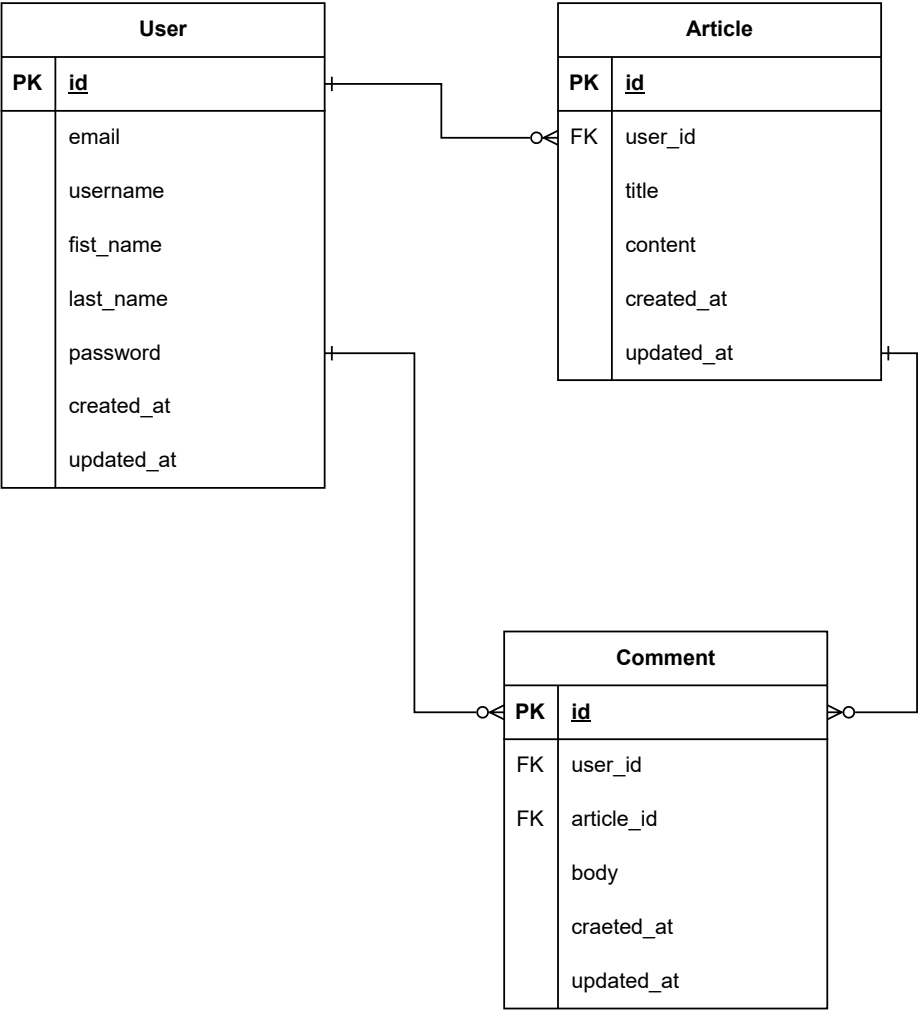 User
PK id
email
username
fist_name
last_name
password
created_at
updated_at
Article
PK id
FK user_id
title
content
created_at
updated_at
Comment
PK id
FK user_id
FK article_id
body
craeted_at
updated_at